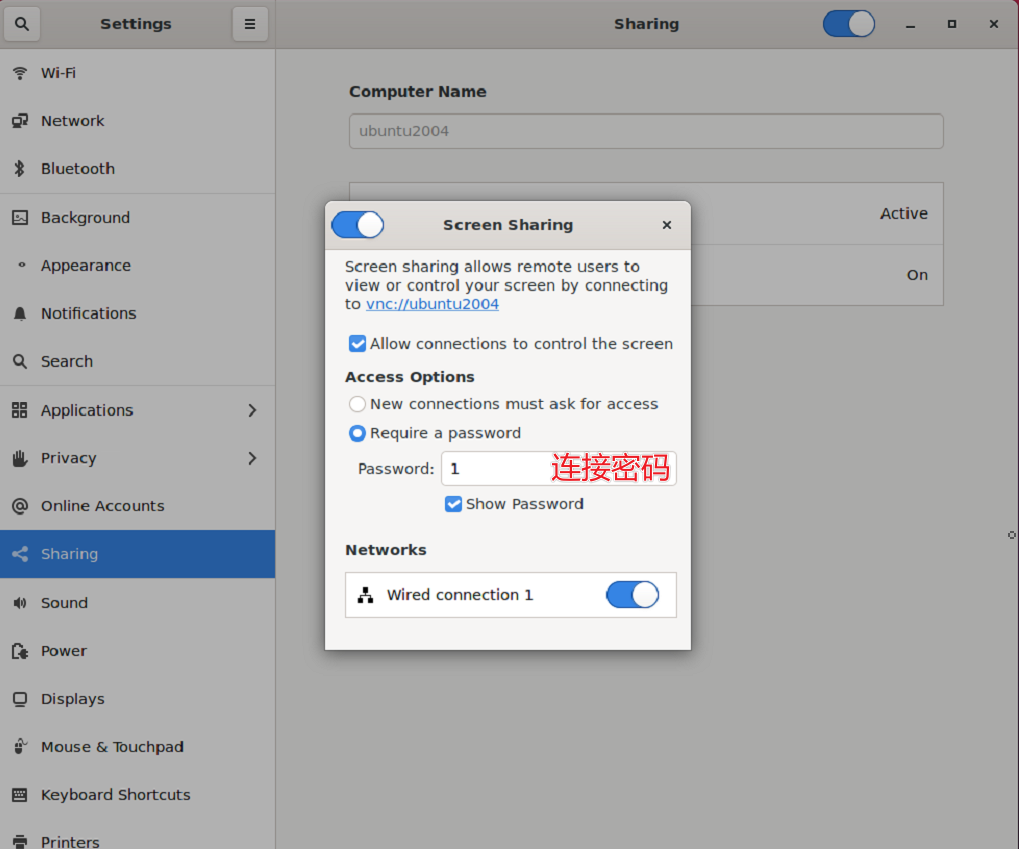 Settings
Sharing
Wi-Fi
Network
Bluetooth
Background
Appearance
Notifications
Search
Applications
Privacy
Online Accounts
Sharing
Sound
Power
Displays
Mouse & Touchpad
Keyboard Shortcuts
Printers
Computer Name
ubuntu2004
Active
On
Screen Sharing
Screen sharing allows remote users to
view or control your screen by connecting
to vnc://ubuntu2004
Allow connections to control the screen
Access Options
New connections must ask for access
Require a password
Password: 1 连接密码
Show Password
Networks
Wired connection 1